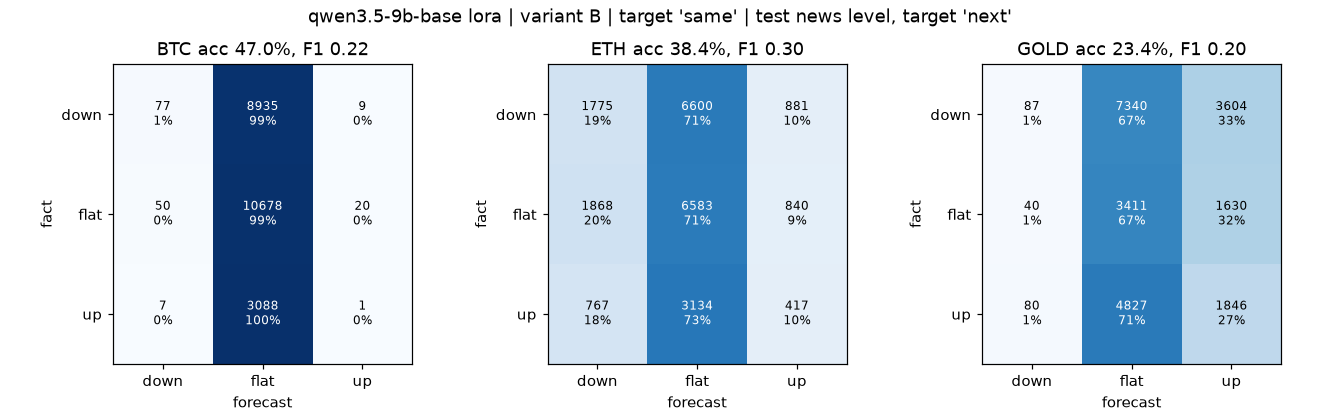 qwen3.5-9b-base lora | variant B | target 'same' | test news level, target 'next'
BTC acc 47.0%, F1 0.22
down
77
1%
8935
99%
9
0%
flat
50
0%
10678
99%
20
0%
up
7
0%
3088
100%
1
0%
fact
down
flat
up
forecast
ETH acc 38.4%, F1 0.30
down
1775
19%
6600
71%
881
10%
flat
1868
20%
6583
71%
840
9%
up
767
18%
3134
73%
417
10%
fact
down
flat
up
forecast
GOLD acc 23.4%, F1 0.20
down
87
1%
7340
67%
3604
33%
flat
40
1%
3411
67%
1630
32%
up
80
1%
4827
71%
1846
27%
fact
down
flat
up
forecast